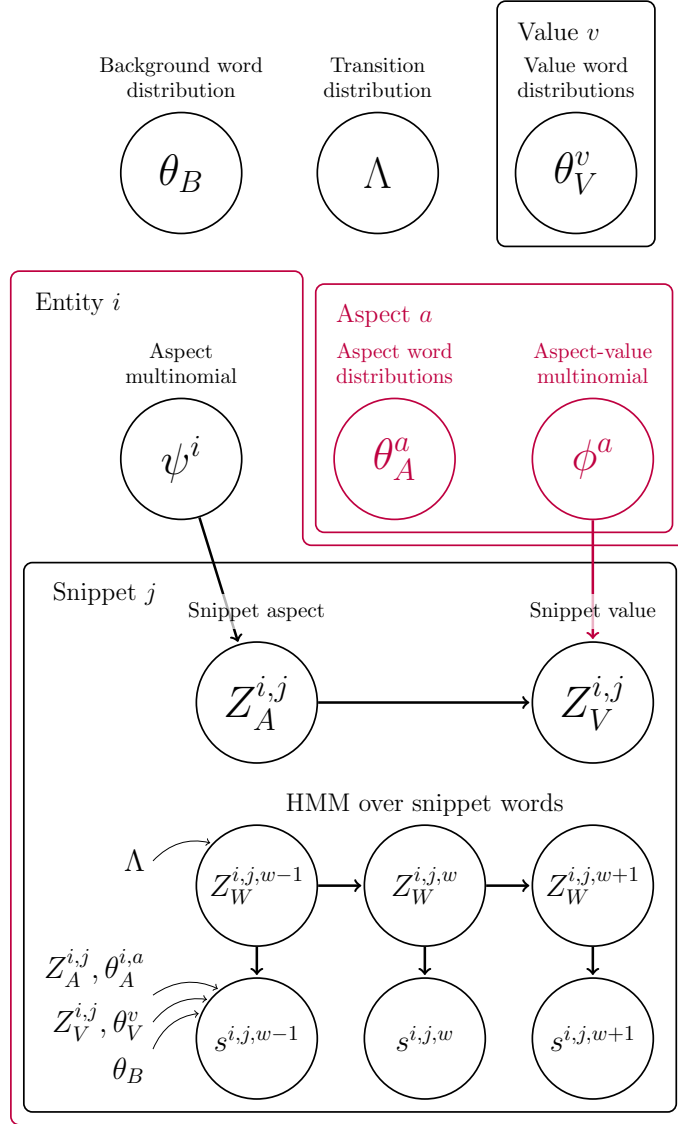 Value v
Background word
distribution
Transition
distribution
Value word
distributions
θ_B
Λ
θ_V^v
Entity i
Aspect a
Aspect
multinomial
Aspect word
distributions
Aspect-value
multinomial
ψ^i
θ_A^a
ϕ^a
Snippet j
Snippet aspect
Snippet value
Z_A^{i,j}
Z_V^{i,j}
HMM over snippet words
Λ
Z_W^{i,j,w−1}
Z_W^{i,j,w}
Z_W^{i,j,w+1}
Z_A^{i,j}, θ_A^{i,a}
Z_V^{i,j}, θ_V^v
θ_B
s^{i,j,w−1}
s^{i,j,w}
s^{i,j,w+1}